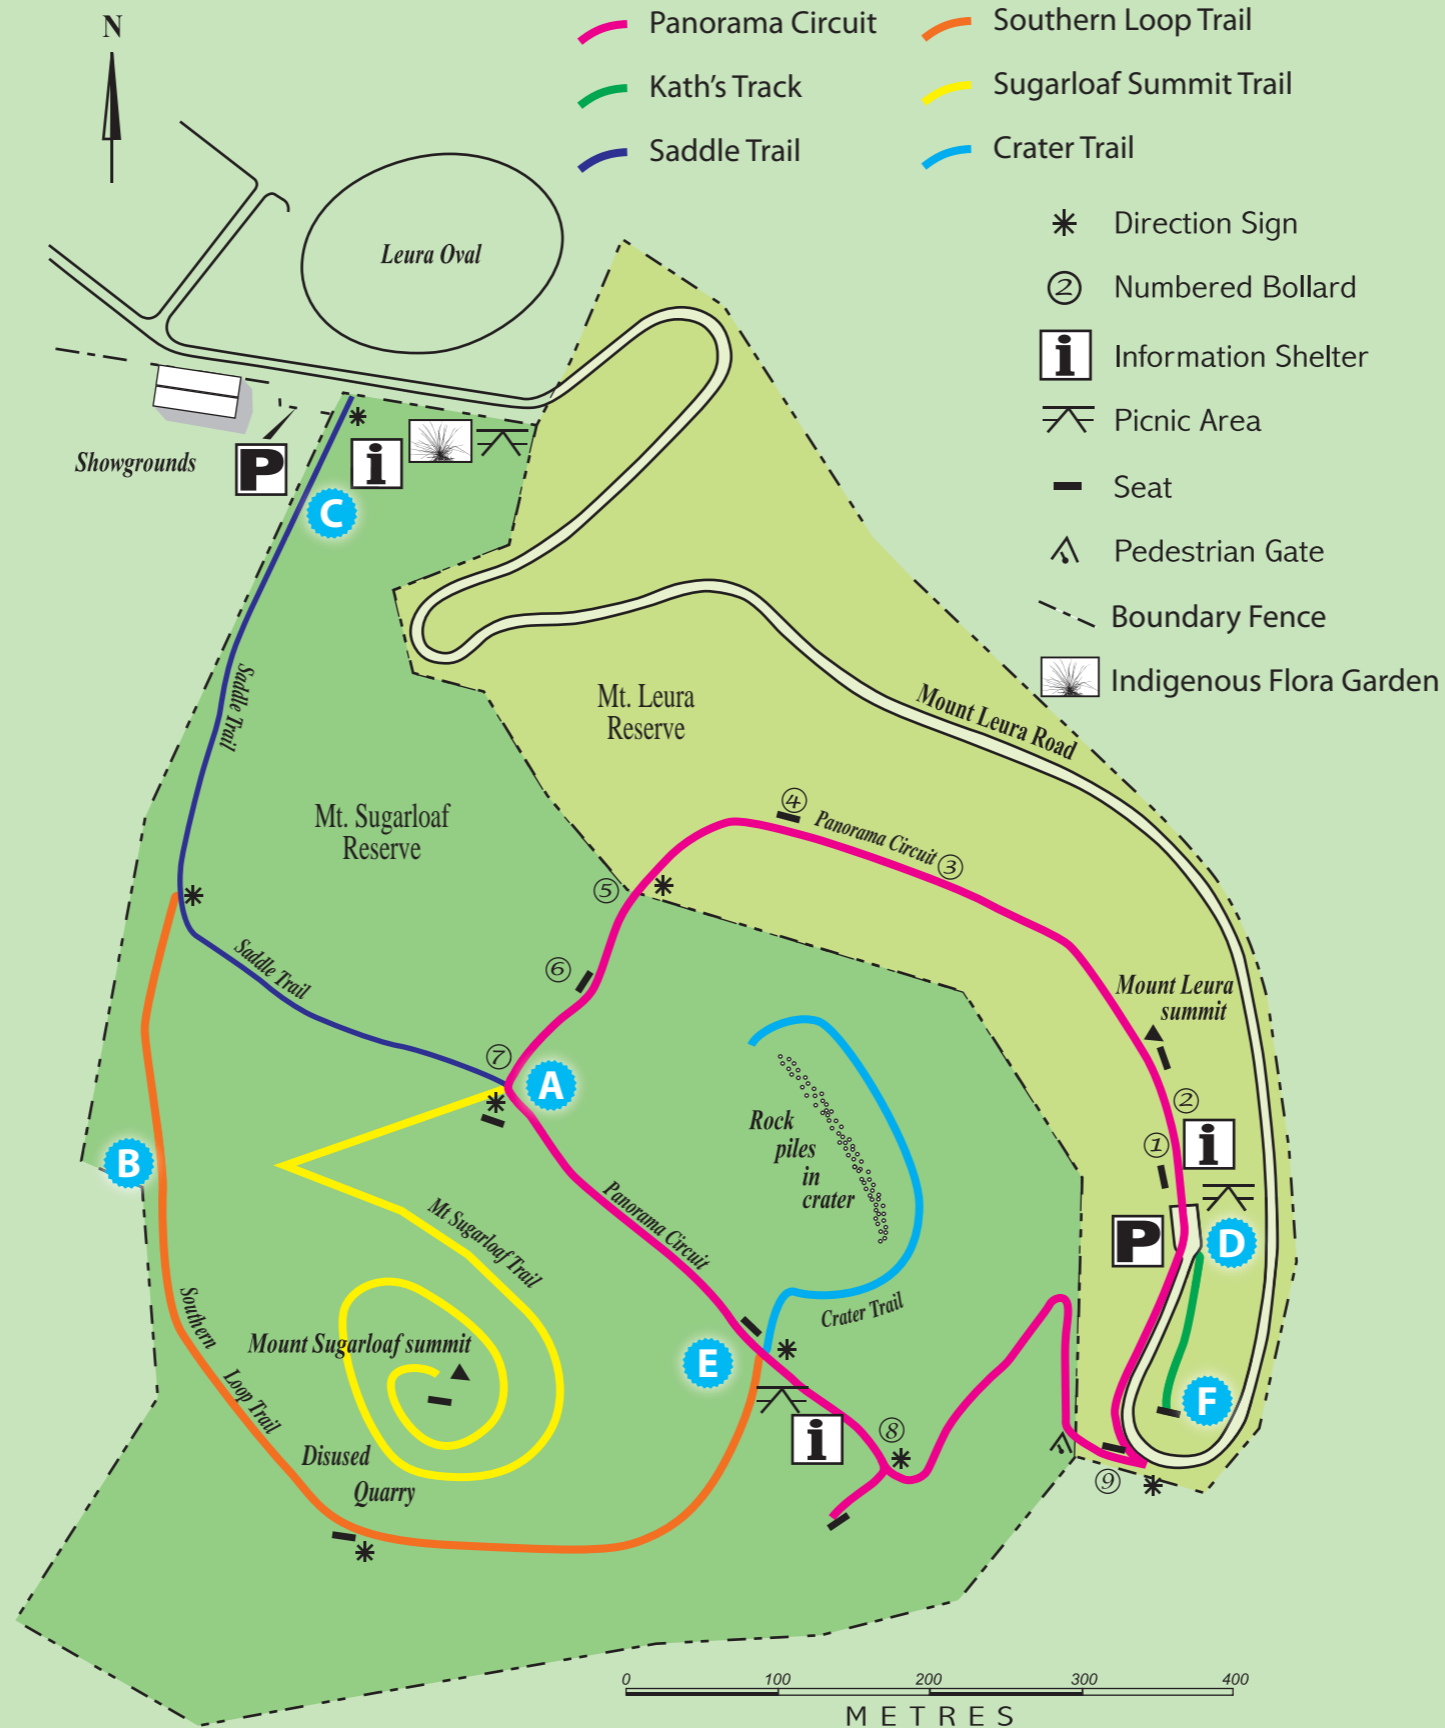 N
Panorama Circuit
Southern Loop Trail
Kath's Track
Sugarloaf Summit Trail
Saddle Trail
Crater Trail
Direction Sign
② Numbered Bollard
i Information Shelter
Picnic Area
Seat
Pedestrian Gate
Boundary Fence
Indigenous Flora Garden
Leura Oval
Showgrounds
P
i
C
Saddle Trail
Mt. Leura
Reserve
Mount Leura Road
Mt. Sugarloaf
Reserve
④
Panorama Circuit
③
⑤
⑥
Saddle Trail
Mount Leura
summit
⑦
A
②
①
i
Rock
piles
in
crater
B
Panorama Circuit
Mt Sugarloaf Trail
P
D
Southern
Loop Trail
Mount Sugarloaf summit
Crater Trail
E
F
i
⑧
Disused
Quarry
⑨
0 100 200 300 400
METRES